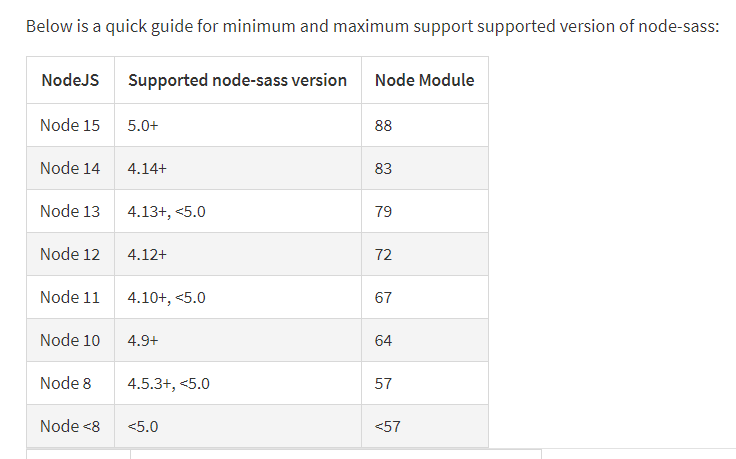 Below is a quick guide for minimum and maximum support supported version of node-sass:
NodeJS Supported node-sass version Node Module
Node 15 5.0+ 88
Node 14 4.14+ 83
Node 13 4.13+, <5.0 79
Node 12 4.12+ 72
Node 11 4.10+, <5.0 67
Node 10 4.9+ 64
Node 8 4.5.3+, <5.0 57
Node <8 <5.0 <57